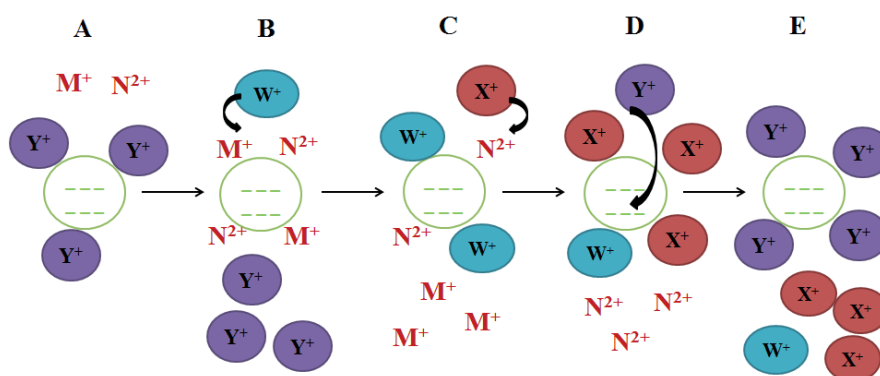 A
M⁺ N²⁺
Y⁺ Y⁺
---
---
Y⁺
B
W⁺
M⁺ N²⁺
---
---
N²⁺ M⁺
Y⁺
Y⁺ Y⁺
C
X⁺
W⁺ N²⁺
---
---
N²⁺ W⁺
M⁺
M⁺ M⁺
D
Y⁺
X⁺ X⁺
---
---
W⁺ X⁺
N²⁺ N²⁺
N²⁺
E
Y⁺ Y⁺
---
---
Y⁺ Y⁺
X⁺ X⁺
W⁺ X⁺